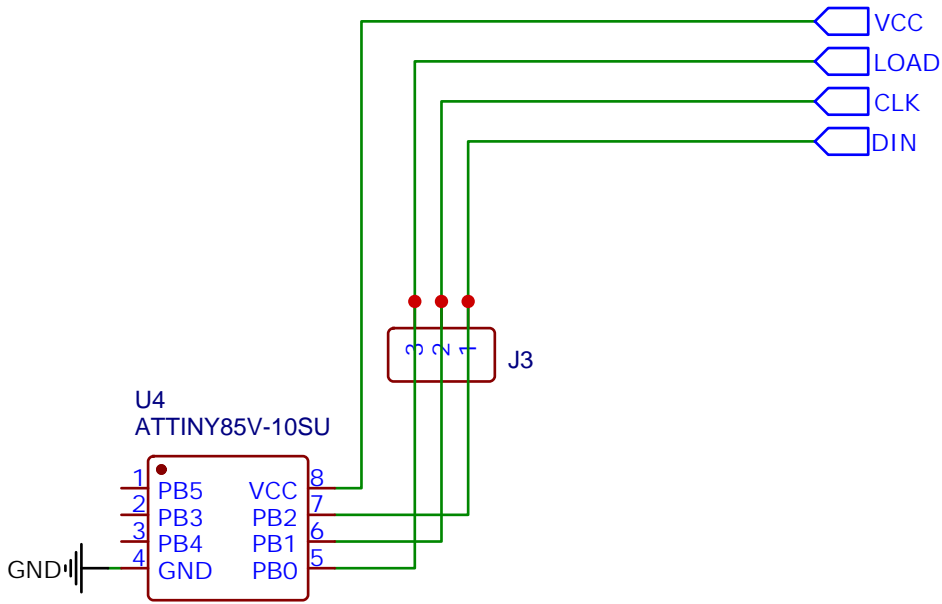 VCC
LOAD
CLK
DIN
3 2 1
J3
U4
ATTINY85V-10SU
1 PB5 VCC 8
2 PB3 PB2 7
3 PB4 PB1 6
GND 4 GND PB0 5